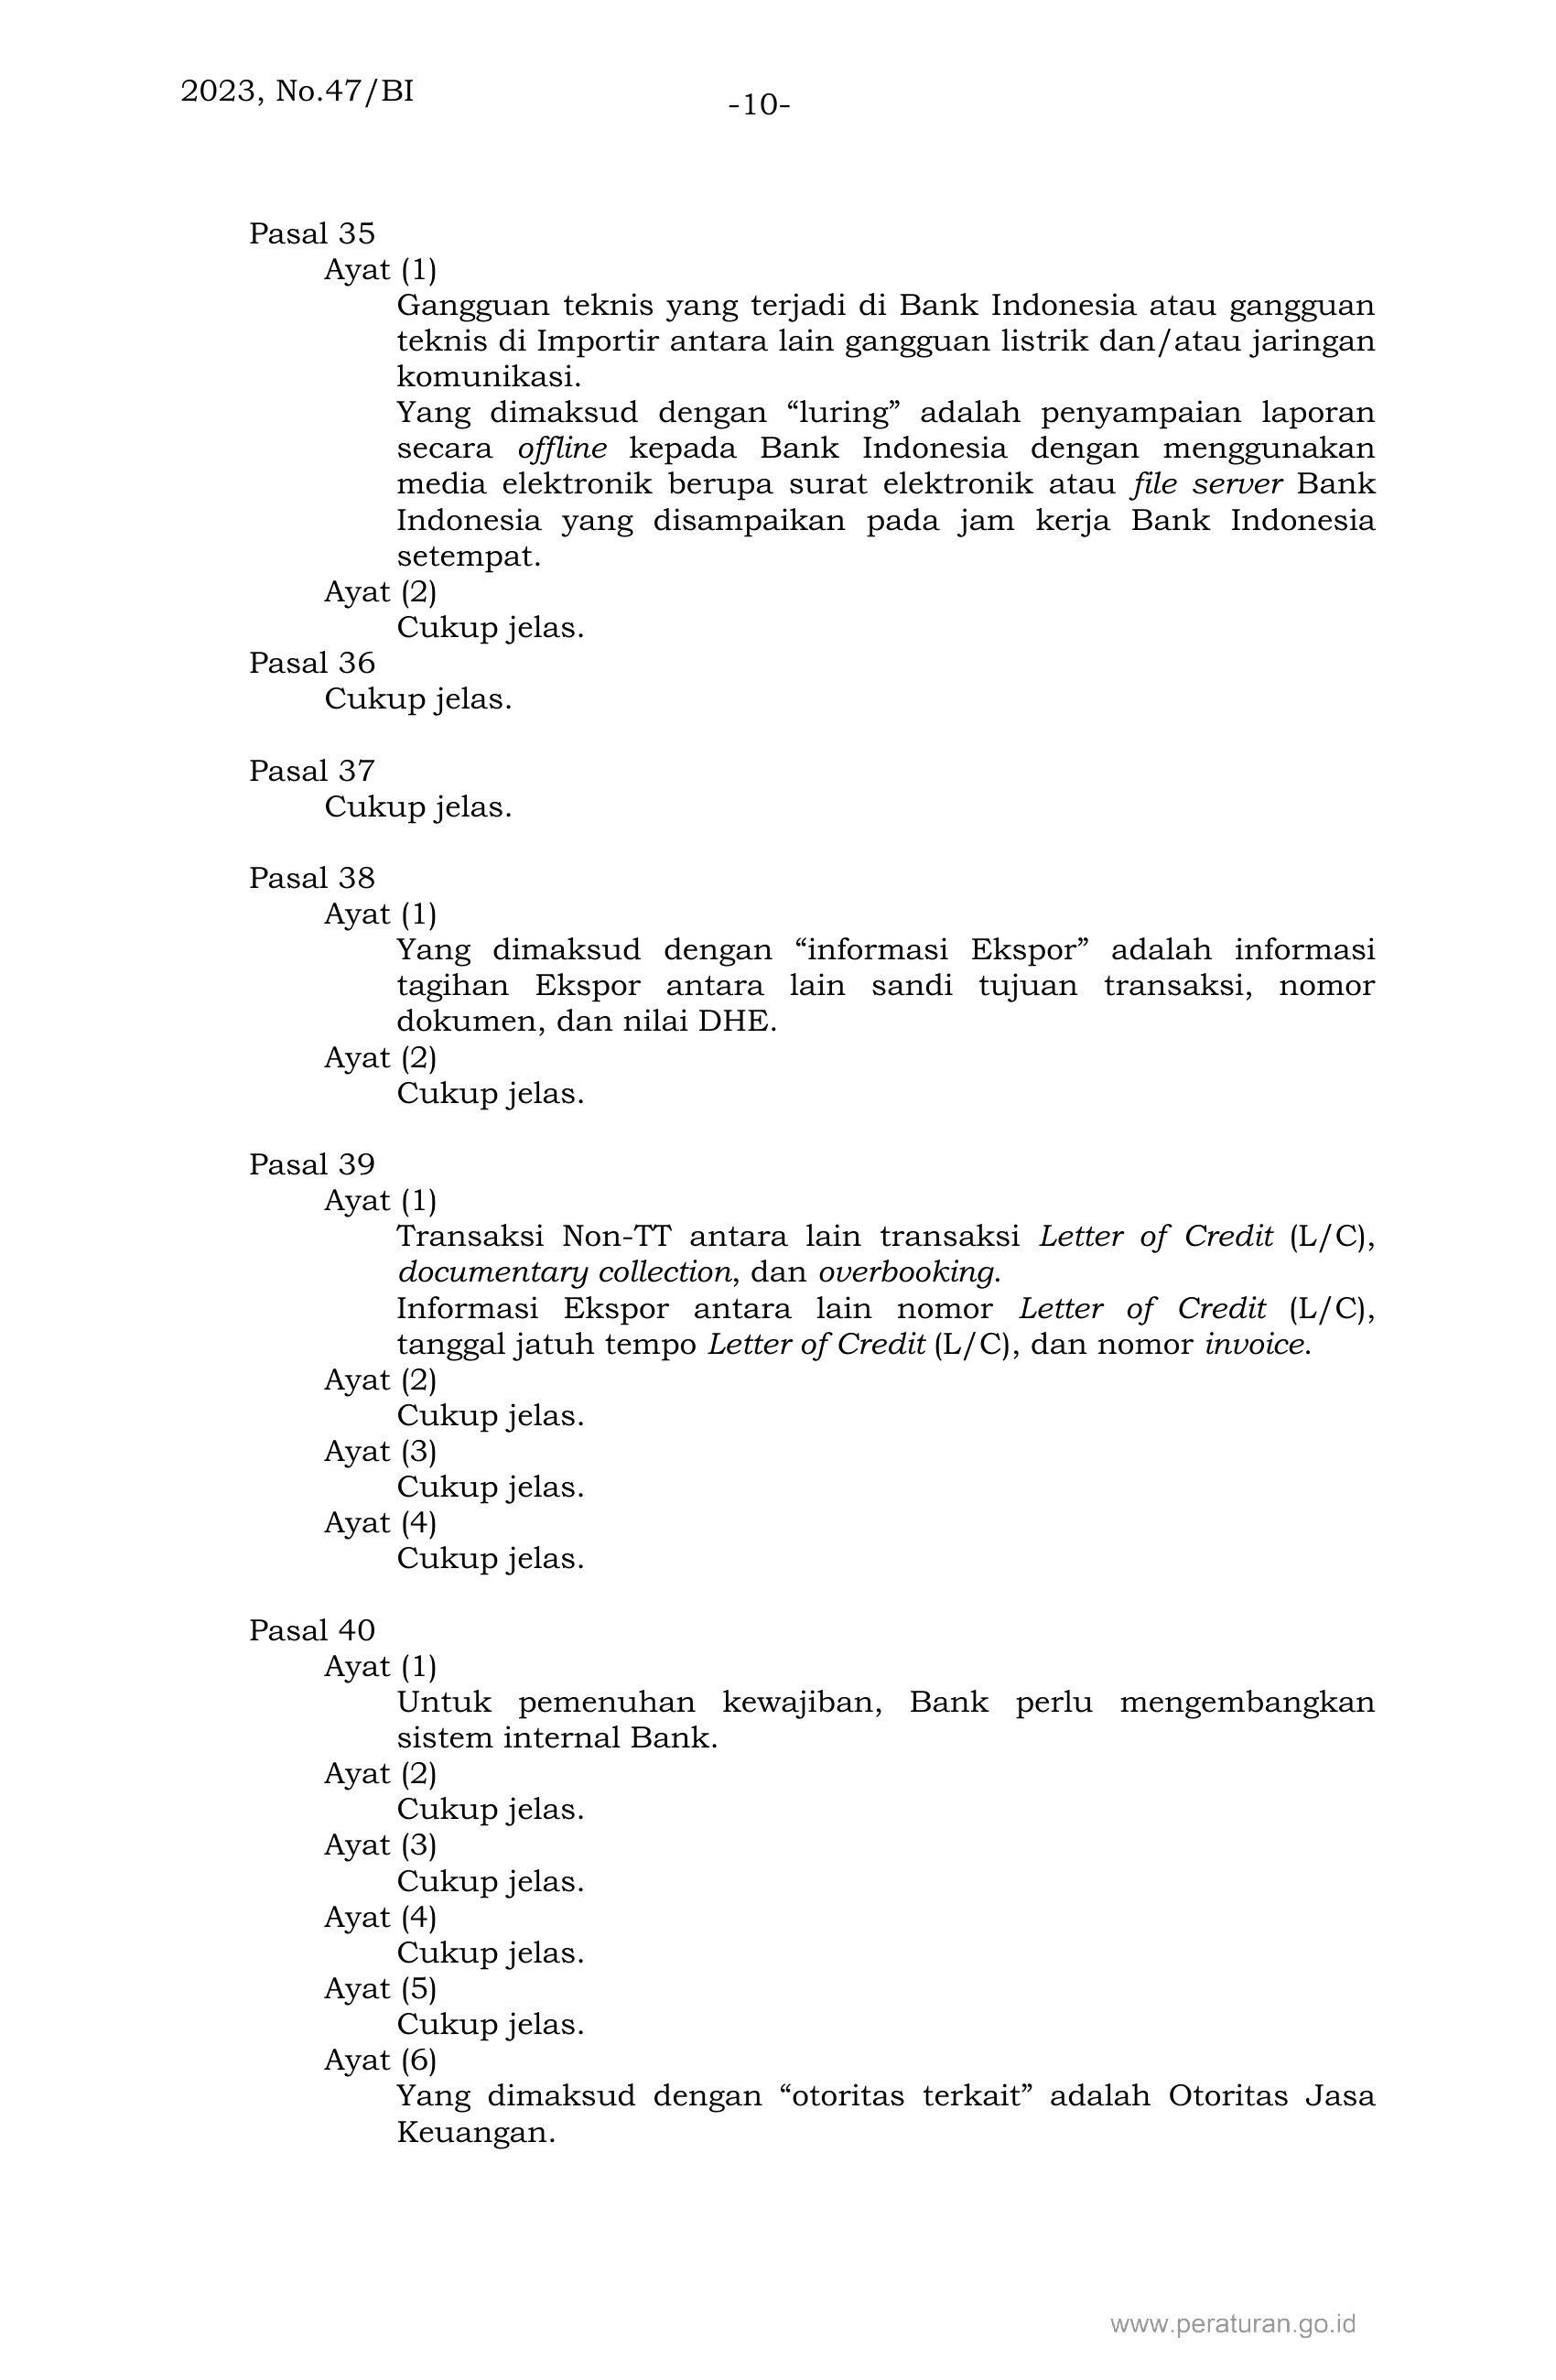 2023, No.47/BI
-10-
Pasal 35
Ayat (1)
Gangguan teknis yang terjadi di Bank Indonesia atau gangguan
teknis di Importir antara lain gangguan listrik dan/atau jaringan
komunikasi.
Yang dimaksud dengan “luring” adalah penyampaian laporan
secara offline kepada Bank Indonesia dengan menggunakan
media elektronik berupa surat elektronik atau file server Bank
Indonesia yang disampaikan pada jam kerja Bank Indonesia
setempat.
Ayat (2)
Cukup jelas.
Pasal 36
Cukup jelas.
Pasal 37
Cukup jelas.
Pasal 38
Ayat (1)
Yang dimaksud dengan “informasi Ekspor” adalah informasi
tagihan Ekspor antara lain sandi tujuan transaksi, nomor
dokumen, dan nilai DHE.
Ayat (2)
Cukup jelas.
Pasal 39
Ayat (1)
Transaksi Non-TT antara lain transaksi Letter of Credit (L/C),
documentary collection, dan overbooking.
Informasi Ekspor antara lain nomor Letter of Credit (L/C),
tanggal jatuh tempo Letter of Credit (L/C), dan nomor invoice.
Ayat (2)
Cukup jelas.
Ayat (3)
Cukup jelas.
Ayat (4)
Cukup jelas.
Pasal 40
Ayat (1)
Untuk pemenuhan kewajiban, Bank perlu mengembangkan
sistem internal Bank.
Ayat (2)
Cukup jelas.
Ayat (3)
Cukup jelas.
Ayat (4)
Cukup jelas.
Ayat (5)
Cukup jelas.
Ayat (6)
Yang dimaksud dengan “otoritas terkait” adalah Otoritas Jasa
Keuangan.
www.peraturan.go.id